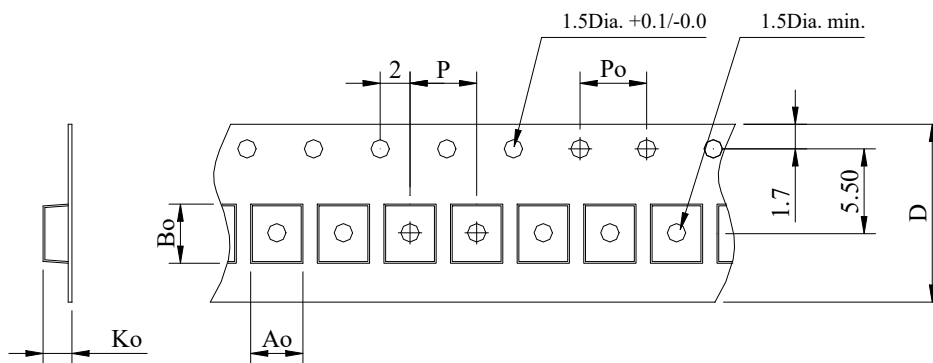 1.5Dia. +0.1/-0.0
1.5Dia. min.
2
P
Po
1.7
5.50
D
Bo
Ko
Ao